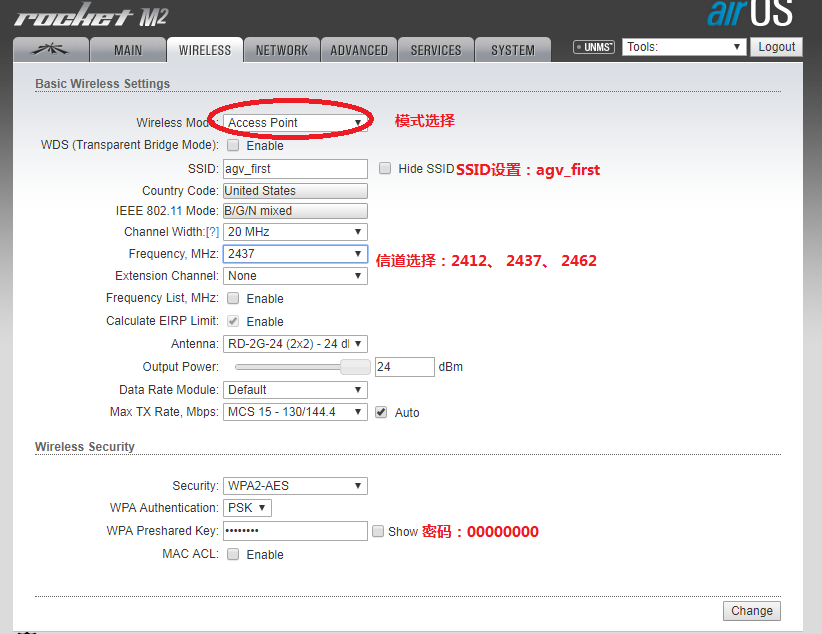 rocket M2
airOS
MAIN WIRELESS NETWORK ADVANCED SERVICES SYSTEM UNMS Tools: Logout
Basic Wireless Settings
Wireless Mode: Access Point 模式选择
WDS (Transparent Bridge Mode): Enable
SSID: agv_first Hide SSID SSID设置：agv_first
Country Code: United States
IEEE 802.11 Mode: B/G/N mixed
Channel Width:[?] 20 MHz
Frequency, MHz: 2437 信道选择：2412、 2437、 2462
Extension Channel: None
Frequency List, MHz: Enable
Calculate EIRP Limit: Enable
Antenna: RD-2G-24 (2x2) - 24 dI
Output Power: 24 dBm
Data Rate Module: Default
Max TX Rate, Mbps: MCS 15 - 130/144.4 Auto
Wireless Security
Security: WPA2-AES
WPA Authentication: PSK
WPA Preshared Key: •••••••• Show 密码：00000000
MAC ACL: Enable
Change